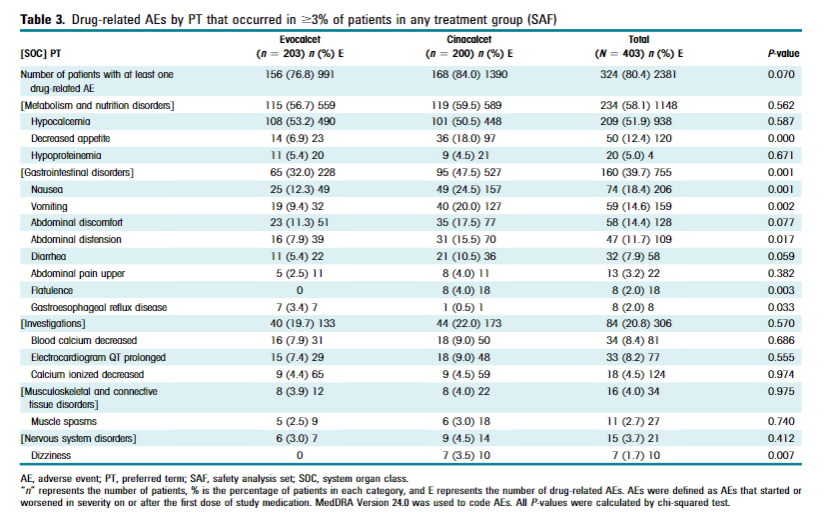 Table 3. Drug-related AEs by PT that occurred in ≥3% of patients in any treatment group (SAF)
Evocalcet Cinacalcet Total
[SOC] PT (n = 203) n (%) E (n = 200) n (%) E (N = 403) n (%) E P-value
Number of patients with at least one 156 (76.8) 991 168 (84.0) 1390 324 (80.4) 2381 0.070
drug-related AE
[Metabolism and nutrition disorders] 115 (56.7) 559 119 (59.5) 589 234 (58.1) 1148 0.562
Hypocalcemia 108 (53.2) 490 101 (50.5) 448 209 (51.9) 938 0.587
Decreased appetite 14 (6.9) 23 36 (18.0) 97 50 (12.4) 120 0.000
Hypoproteinemia 11 (5.4) 20 9 (4.5) 21 20 (5.0) 4 0.671
[Gastrointestinal disorders] 65 (32.0) 228 95 (47.5) 527 160 (39.7) 755 0.001
Nausea 25 (12.3) 49 49 (24.5) 157 74 (18.4) 206 0.001
Vomiting 19 (9.4) 32 40 (20.0) 127 59 (14.6) 159 0.002
Abdominal discomfort 23 (11.3) 51 35 (17.5) 77 58 (14.4) 128 0.077
Abdominal distension 16 (7.9) 39 31 (15.5) 70 47 (11.7) 109 0.017
Diarrhea 11 (5.4) 22 21 (10.5) 36 32 (7.9) 58 0.059
Abdominal pain upper 5 (2.5) 11 8 (4.0) 11 13 (3.2) 22 0.382
Flatulence 0 8 (4.0) 18 8 (2.0) 18 0.003
Gastroesophageal reflux disease 7 (3.4) 7 1 (0.5) 1 8 (2.0) 8 0.033
[Investigations] 40 (19.7) 133 44 (22.0) 173 84 (20.8) 306 0.570
Blood calcium decreased 16 (7.9) 31 18 (9.0) 50 34 (8.4) 81 0.686
Electrocardiogram QT prolonged 15 (7.4) 29 18 (9.0) 48 33 (8.2) 77 0.555
Calcium ionized decreased 9 (4.4) 65 9 (4.5) 59 18 (4.5) 124 0.974
[Musculoskeletal and connective 8 (3.9) 12 8 (4.0) 22 16 (4.0) 34 0.975
tissue disorders]
Muscle spasms 5 (2.5) 9 6 (3.0) 18 11 (2.7) 27 0.740
[Nervous system disorders] 6 (3.0) 7 9 (4.5) 14 15 (3.7) 21 0.412
Dizziness 0 7 (3.5) 10 7 (1.7) 10 0.007
AE, adverse event; PT, preferred term; SAF, safety analysis set; SOC, system organ class.
"n" represents the number of patients, % is the percentage of patients in each category, and E represents the number of drug-related AEs. AEs were defined as AEs that started or
worsened in severity on or after the first dose of study medication. MedDRA Version 24.0 was used to code AEs. All P-values were calculated by chi-squared test.